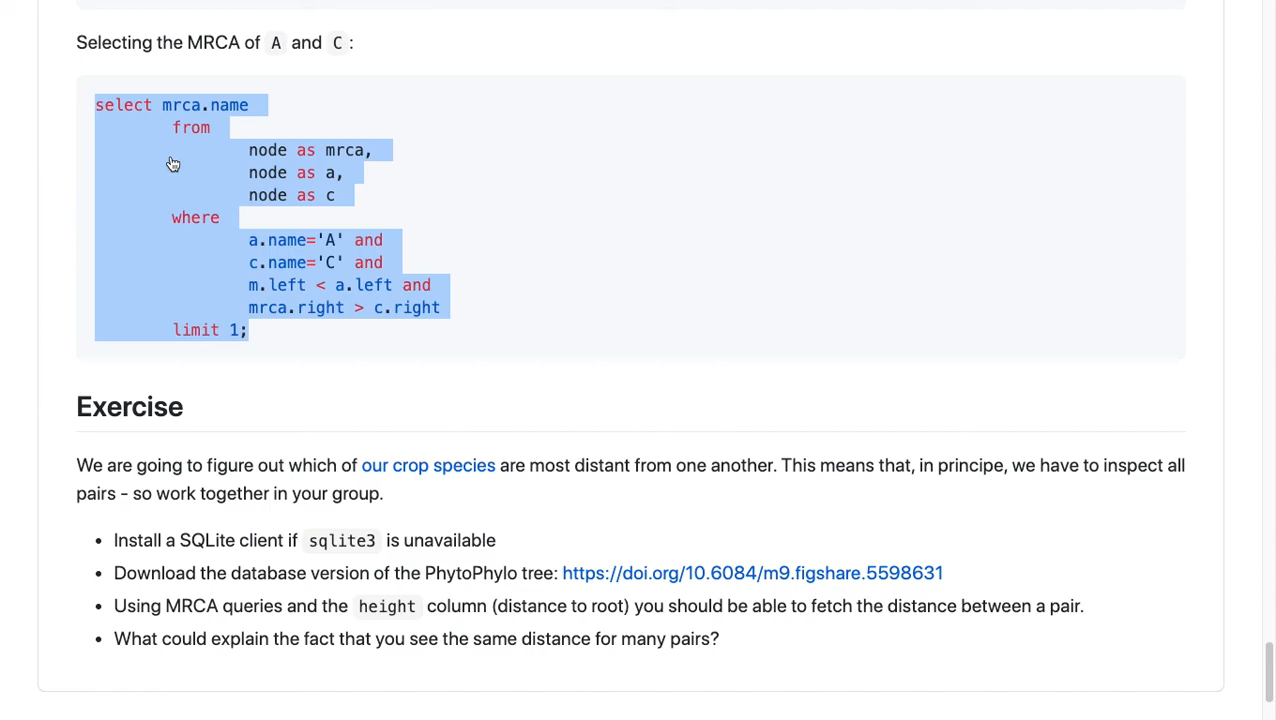 Selecting the MRCA of A and C :
select mrca.name
from
node as mrca,
node as a,
node as c
where
a.name='A' and
c.name='C' and
m.left < a.left and
mrca.right > c.right
limit 1;
Exercise
We are going to figure out which of our crop species are most distant from one another. This means that, in principe, we have to inspect all
pairs - so work together in your group.
• Install a SQLite client if sqlite3 is unavailable
• Download the database version of the PhytoPhylo tree: https://doi.org/10.6084/m9.figshare.5598631
• Using MRCA queries and the height column (distance to root) you should be able to fetch the distance between a pair.
• What could explain the fact that you see the same distance for many pairs?